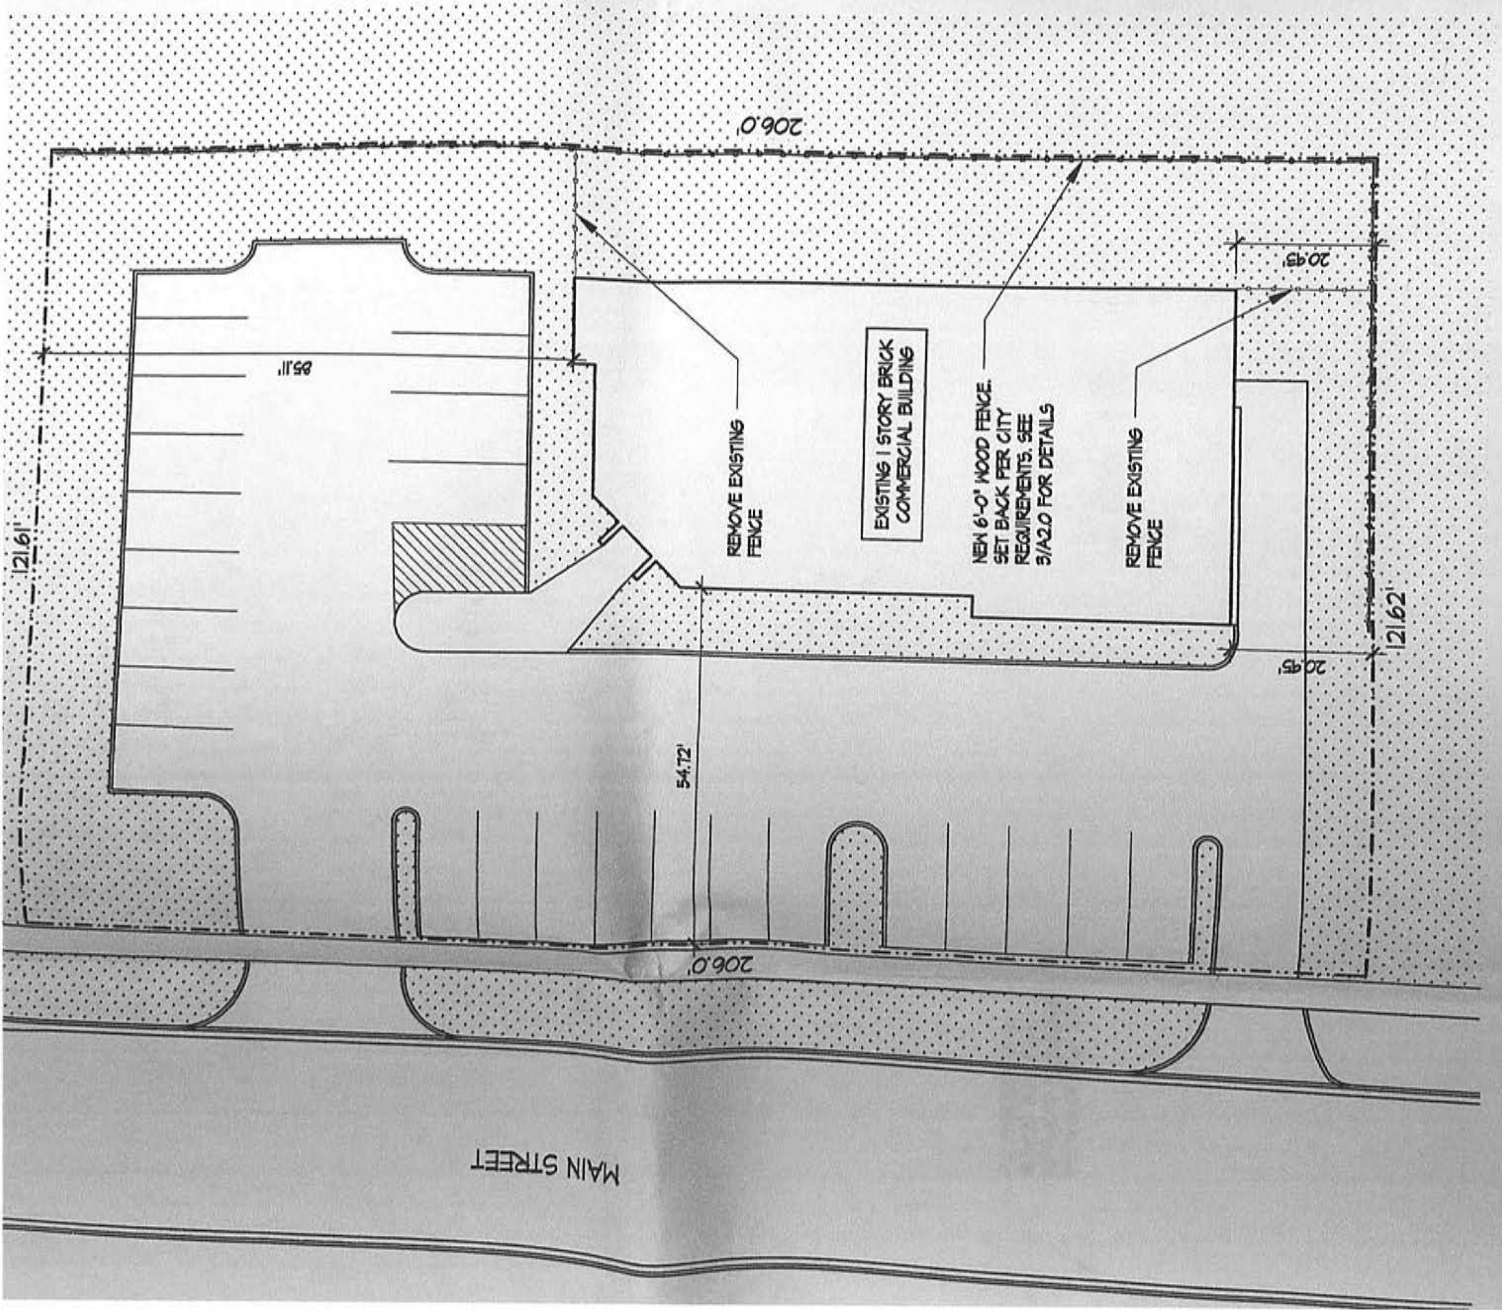 206.0'
121.61'
85.11'
20.93'
REMOVE EXISTING
FENCE
EXISTING 1 STORY BRICK
COMMERCIAL BUILDING
NEW 6'-0" WOOD FENCE.
SET BACK PER CITY
REQUIREMENTS. SEE
3/A2.0 FOR DETAILS
REMOVE EXISTING
FENCE
121.62'
20.95'
54.72'
206.0'
MAIN STREET